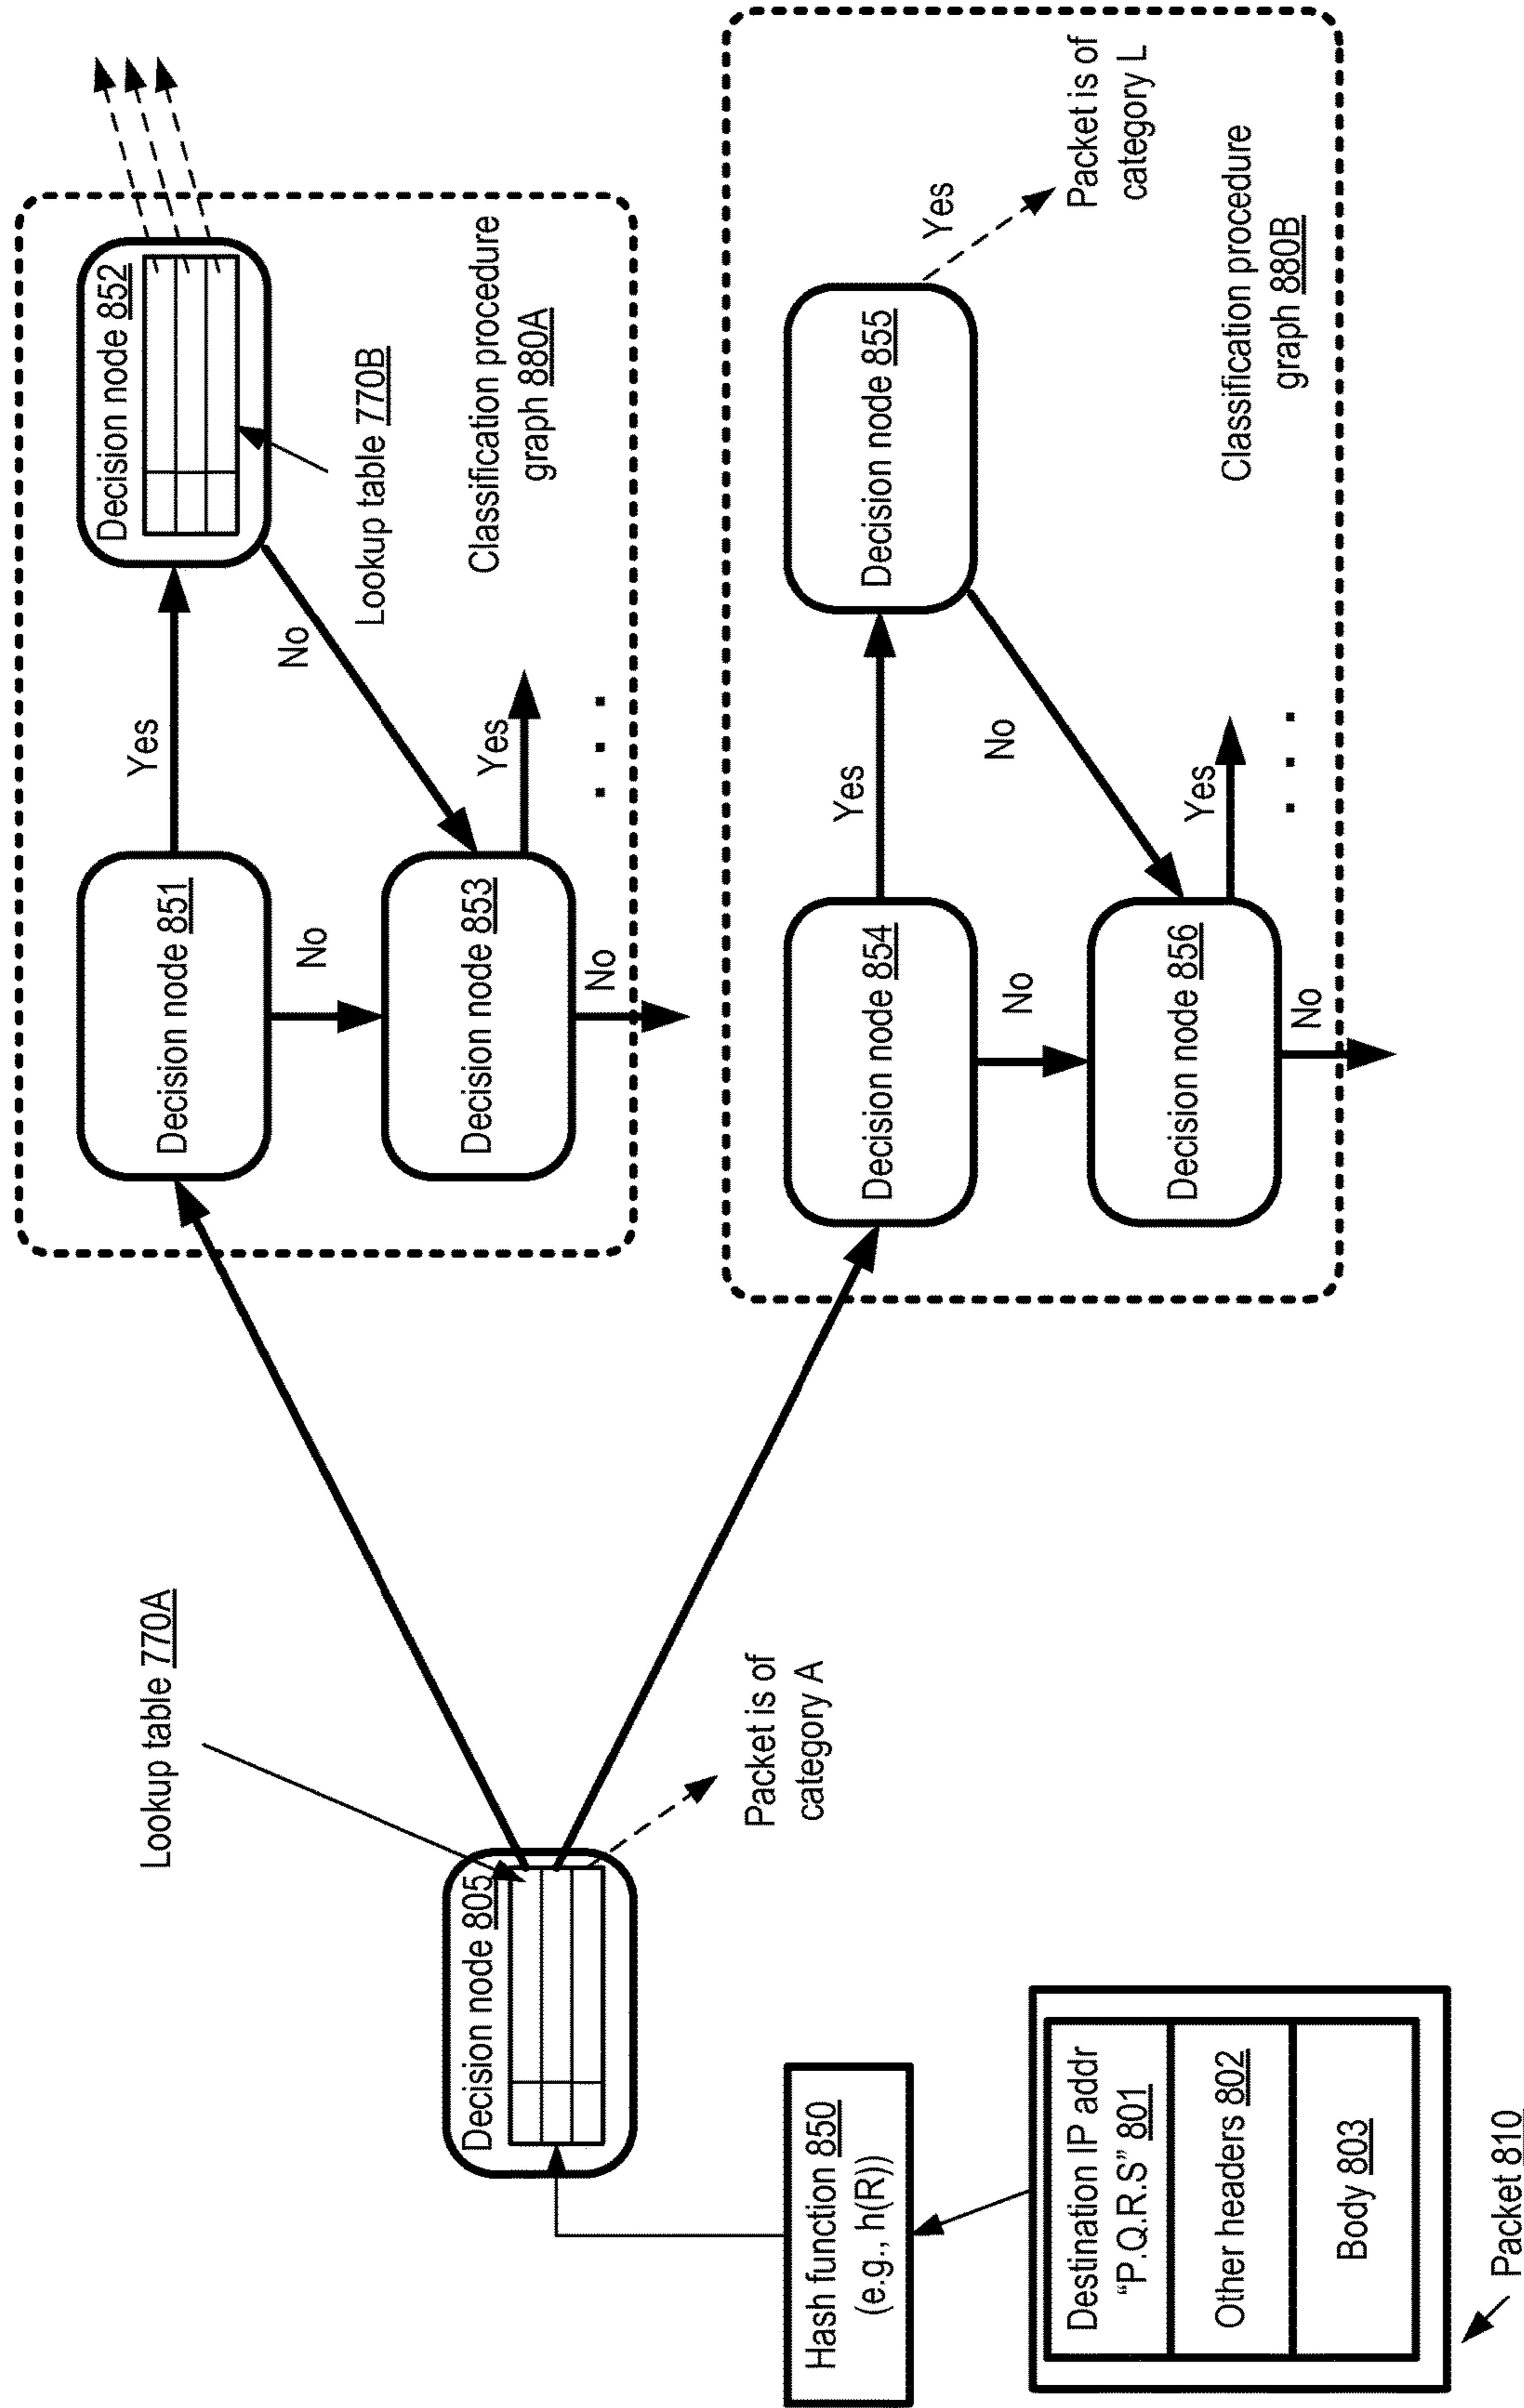 Lookup table 770A
Decision node 805
Packet is of
category A
Hash function 850
(e.g., h(R))
Destination IP addr
“P.Q.R.S” 801
Other headers 802
Body 803
Packet 810
Decision node 851
Yes
Decision node 852
No
No
Lookup table 770B
Decision node 853
Yes
No
. . .
Classification procedure
graph 880A
Decision node 854
Yes
Decision node 855
Yes
Packet is of
category L
No
No
Decision node 856
Yes
No
. . .
Classification procedure
graph 880B